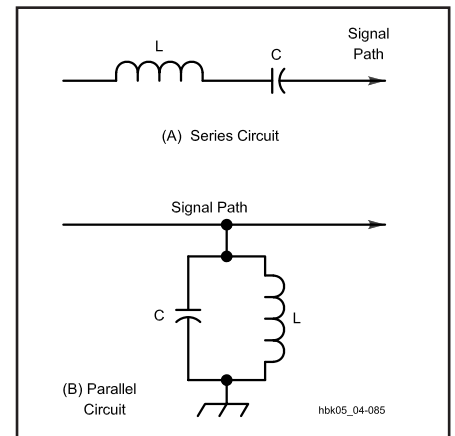 L
C
Signal
Path
(A) Series Circuit
Signal Path
C
L
(B) Parallel
Circuit
hbk05_04-085